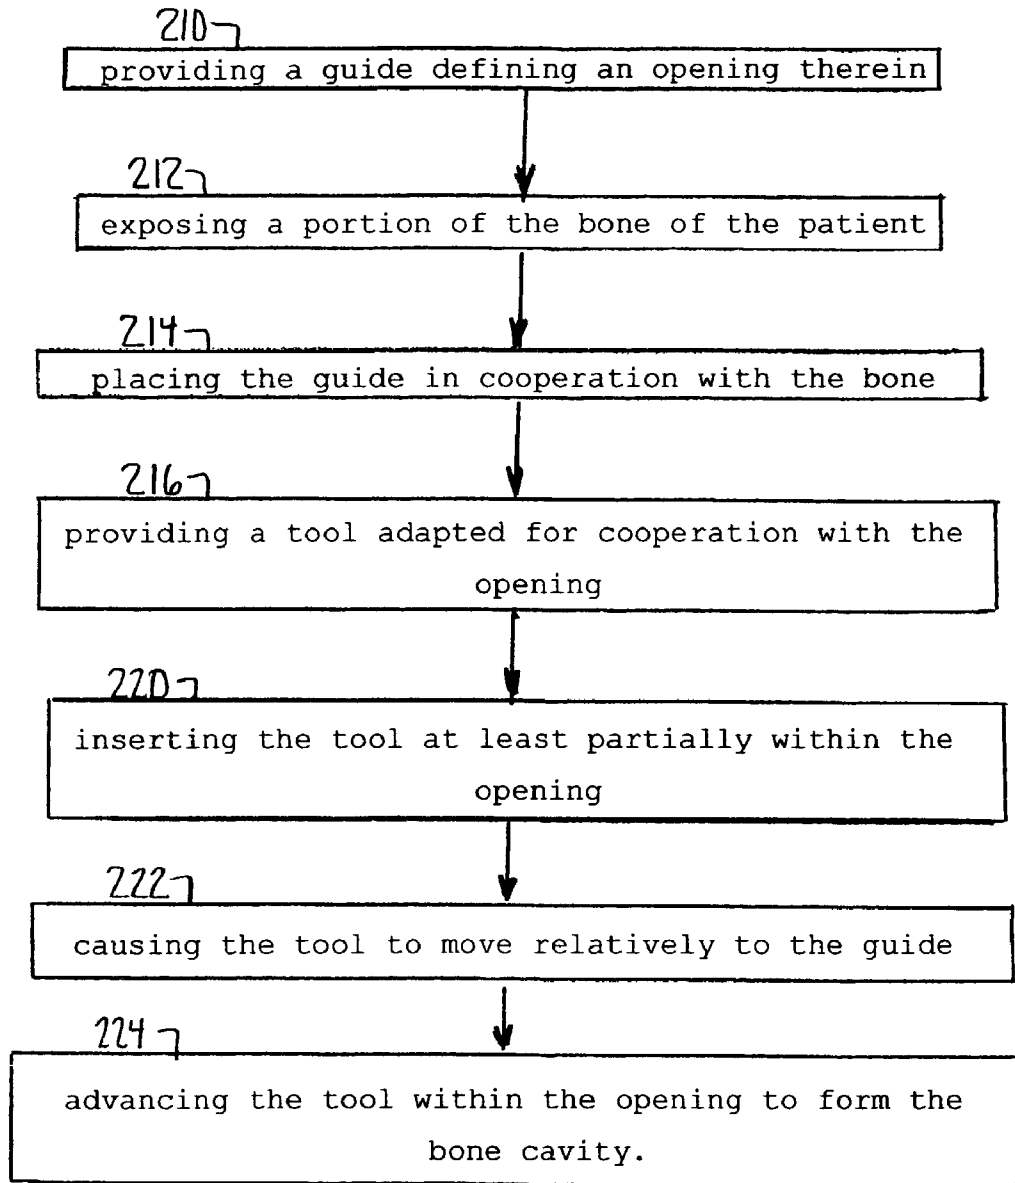 210
providing a guide defining an opening therein
212
exposing a portion of the bone of the patient
214
placing the guide in cooperation with the bone
216
providing a tool adapted for cooperation with the
opening
220
inserting the tool at least partially within the
opening
222
causing the tool to move relatively to the guide
224
advancing the tool within the opening to form the
bone cavity.